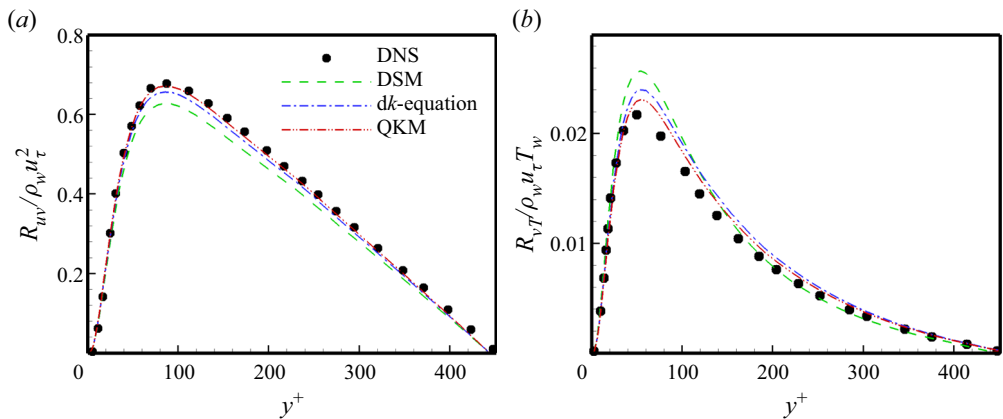 (a)
0.8
0.6
0.4
0.2
R_{uv}/ρ_w u_τ^2
0 100 200 300 400
y^+
DNS
DSM
dk-equation
QKM
(b)
0.02
0.01
R_{vT}/ρ_w u_τ T_w
0 100 200 300 400
y^+